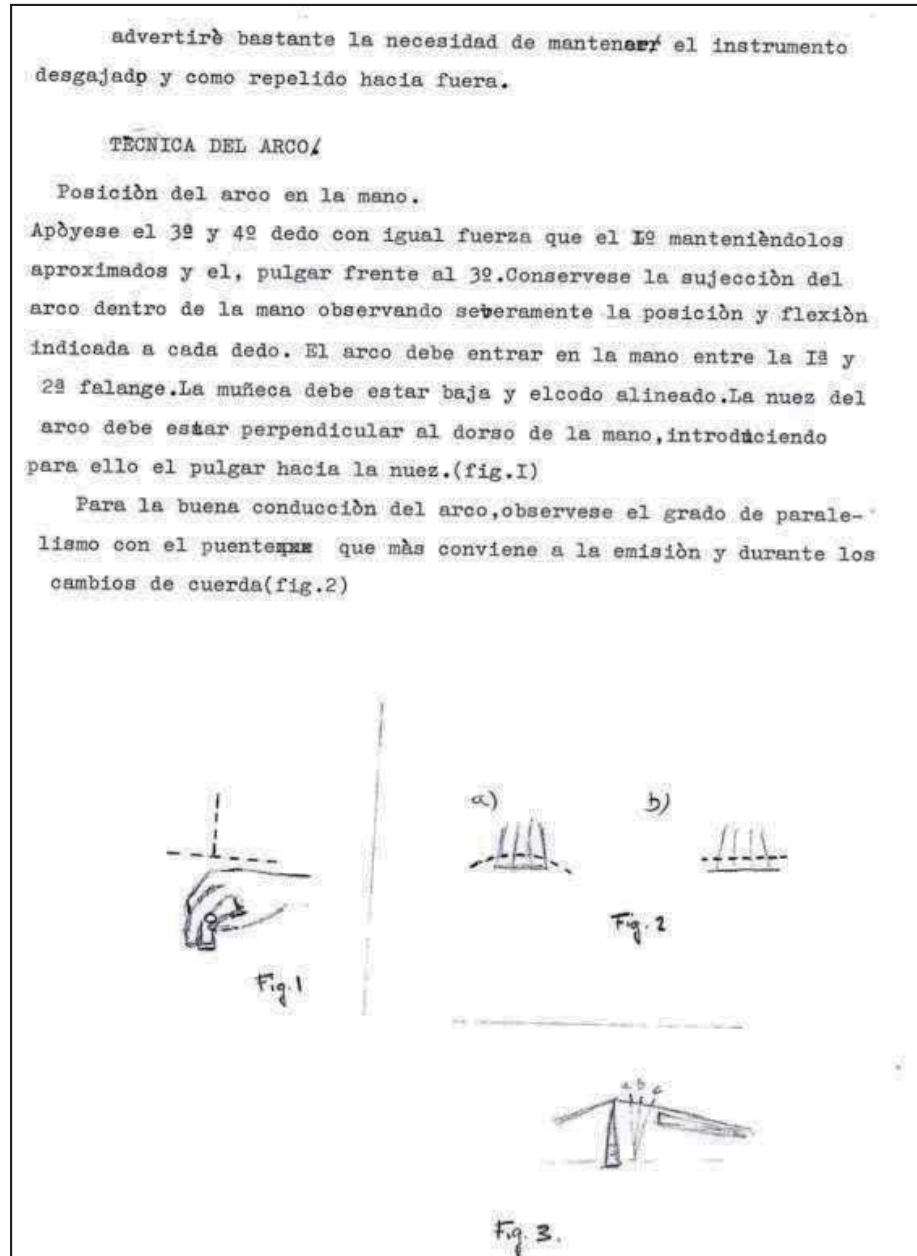 advertirè bastante la necesidad de mantener el instrumento
desgajado y como repelido hacia fuera.
TÈCNICA DEL ARCO/
Posiciòn del arco en la mano.
Apòyese el 3º y 4º dedo con igual fuerza que el Iº mantenièndolos
aproximados y el, pulgar frente al 3º.Conservese la sujecciòn del
arco dentro de la mano observando severamente la posiciòn y flexiòn
indicada a cada dedo. El arco debe entrar en la mano entre la Iª y
2ª falange.La muñeca debe estar baja y elcodo alineado.La nuez del
arco debe estar perpendicular al dorso de la mano,introduciendo
para ello el pulgar hacia la nuez.(fig.I)
Para la buena conducciòn del arco,observese el grado de parale-
lismo con el puente que màs conviene a la emisiòn y durante los
cambios de cuerda(fig.2)
a) b)
Fig. 2
Fig.1
a b c
Fig. 3.